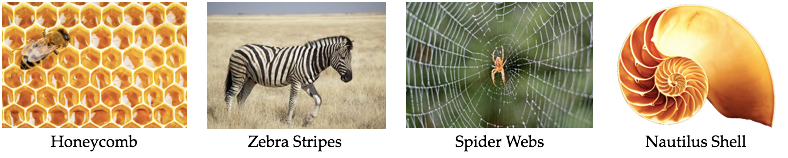 Honeycomb
Zebra Stripes
Spider Webs
Nautilus Shell